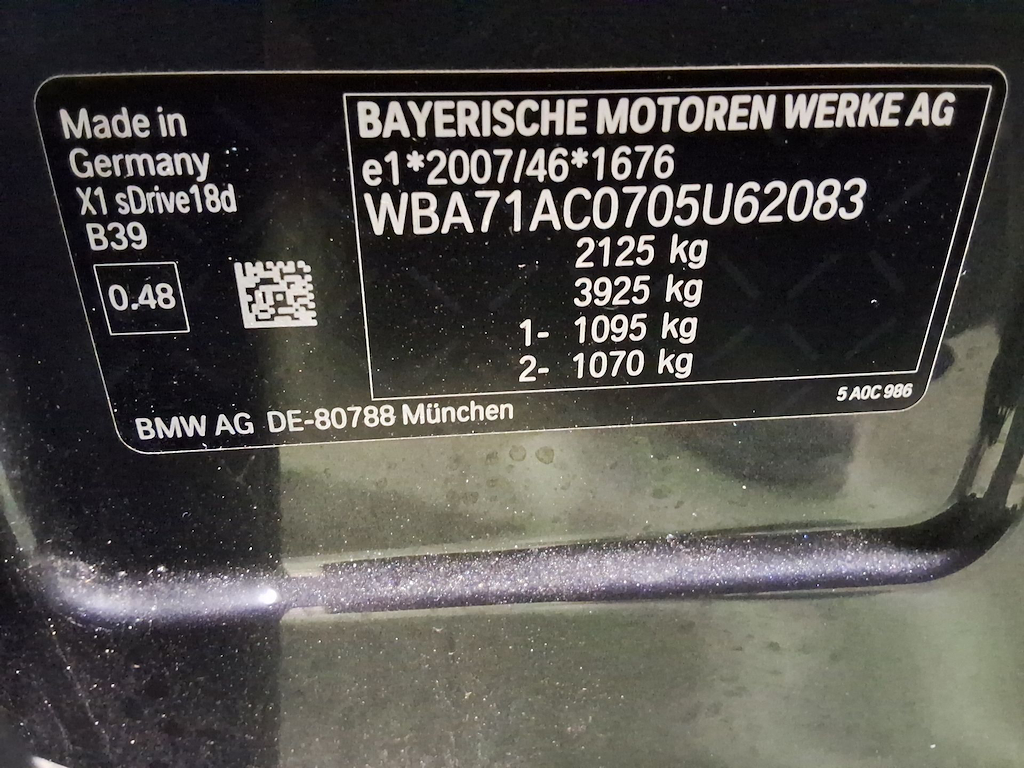 Made in
Germany
X1 sDrive18d
B39
0.48
BAYERISCHE MOTOREN WERKE AG
e1*2007/46*1676
WBA71AC0705U62083
2125 kg
3925 kg
1- 1095 kg
2- 1070 kg
5 A0C 986
BMW AG DE-80788 München